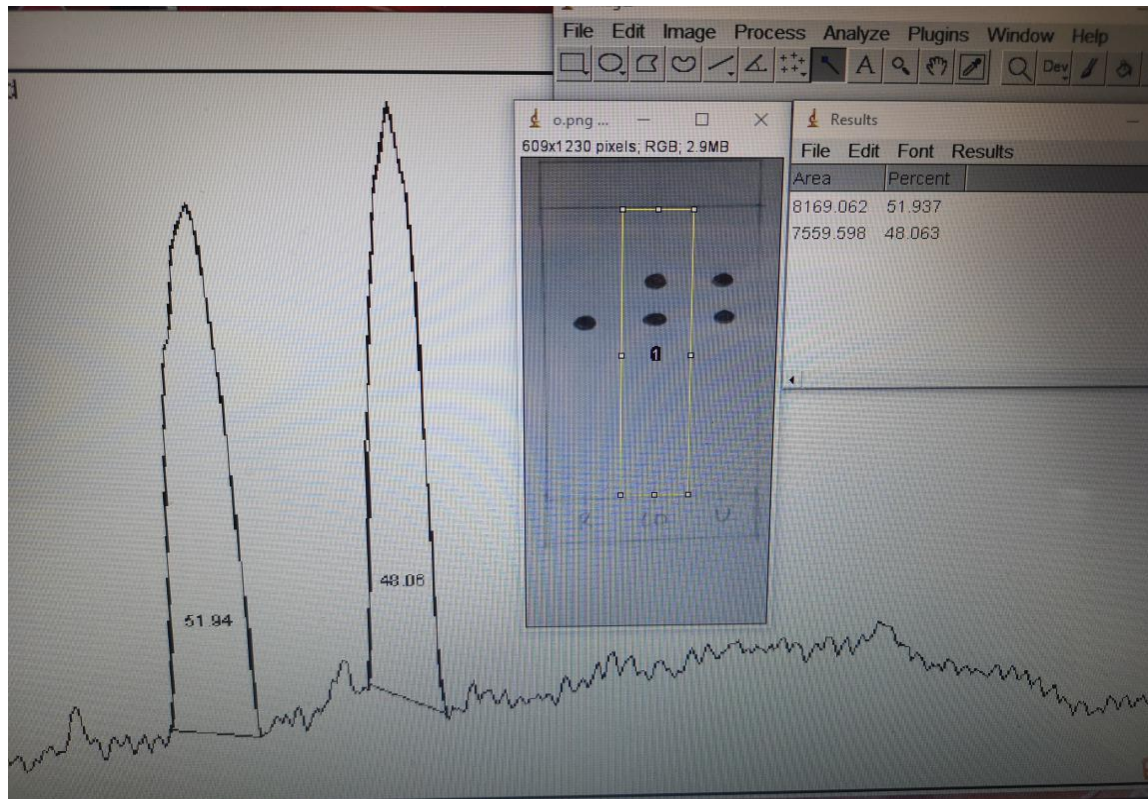 File Edit Image Process Analyze Plugins Window Help
A
Dev
o.png ...
609x1230 pixels; RGB; 2.9MB
1
Results
File Edit Font Results
Area Percent
8169.062 51.937
7559.598 48.063
51.94
48.06